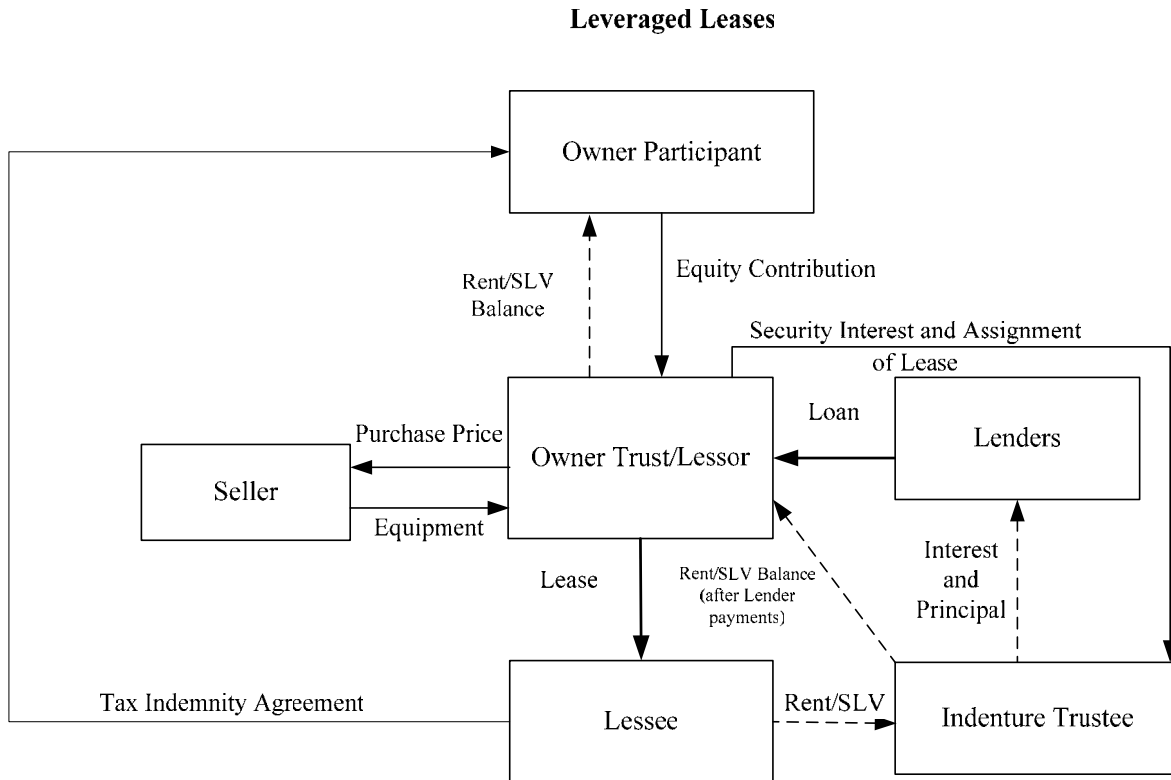 Leveraged Leases
Owner Participant
Rent/SLV
Balance
Equity Contribution
Security Interest and Assignment
of Lease
Purchase Price
Owner Trust/Lessor
Loan
Lenders
Seller
Equipment
Lease
Rent/SLV Balance
(after Lender
payments)
Interest
and
Principal
Tax Indemnity Agreement
Lessee
Rent/SLV
Indenture Trustee